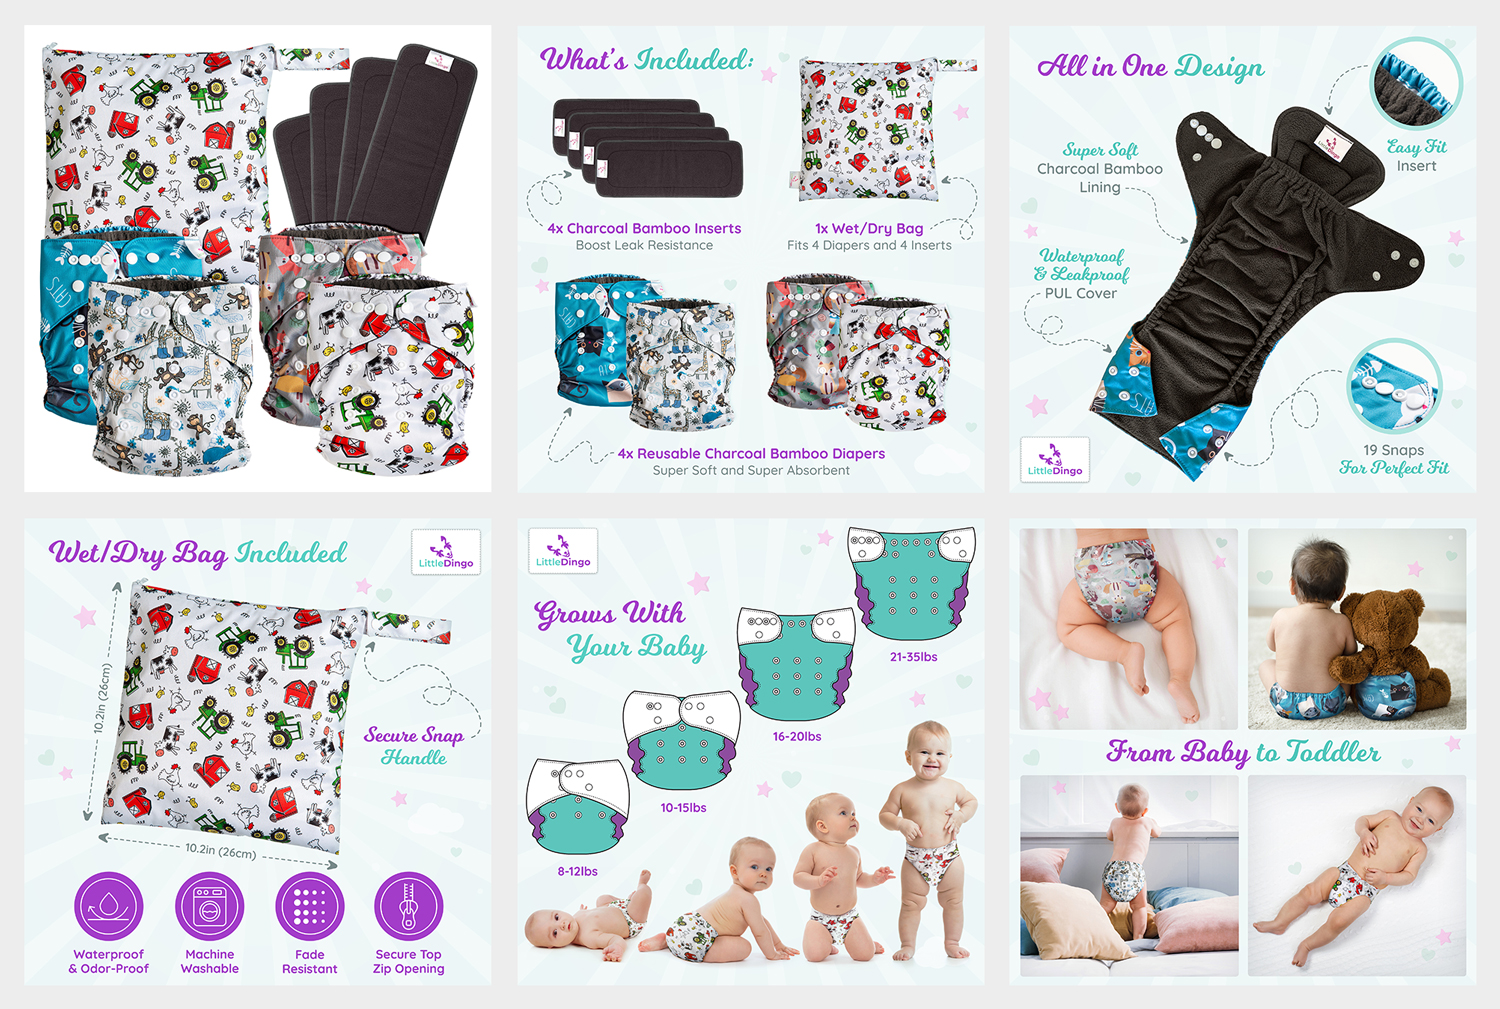 What's Included:
4x Charcoal Bamboo Inserts
Boost Leak Resistance
1x Wet/Dry Bag
Fits 4 Diapers and 4 Inserts
4x Reusable Charcoal Bamboo Diapers
Super Soft and Super Absorbent
All in One Design
Easy Fit
Insert
Super Soft
Charcoal Bamboo
Lining
Waterproof
& Leakproof
PUL Cover
19 Snaps
For Perfect Fit
LittleDingo
LittleDingo
Wet/Dry Bag Included
LittleDingo
10.2in (26cm)
Secure Snap
Handle
10.2in (26cm)
Waterproof
& Odor-Proof
Machine
Washable
Fade
Resistant
Secure Top
Zip Opening
LittleDingo
Grows With
Your Baby
21-35lbs
16-20lbs
10-15lbs
8-12lbs
From Baby to Toddler